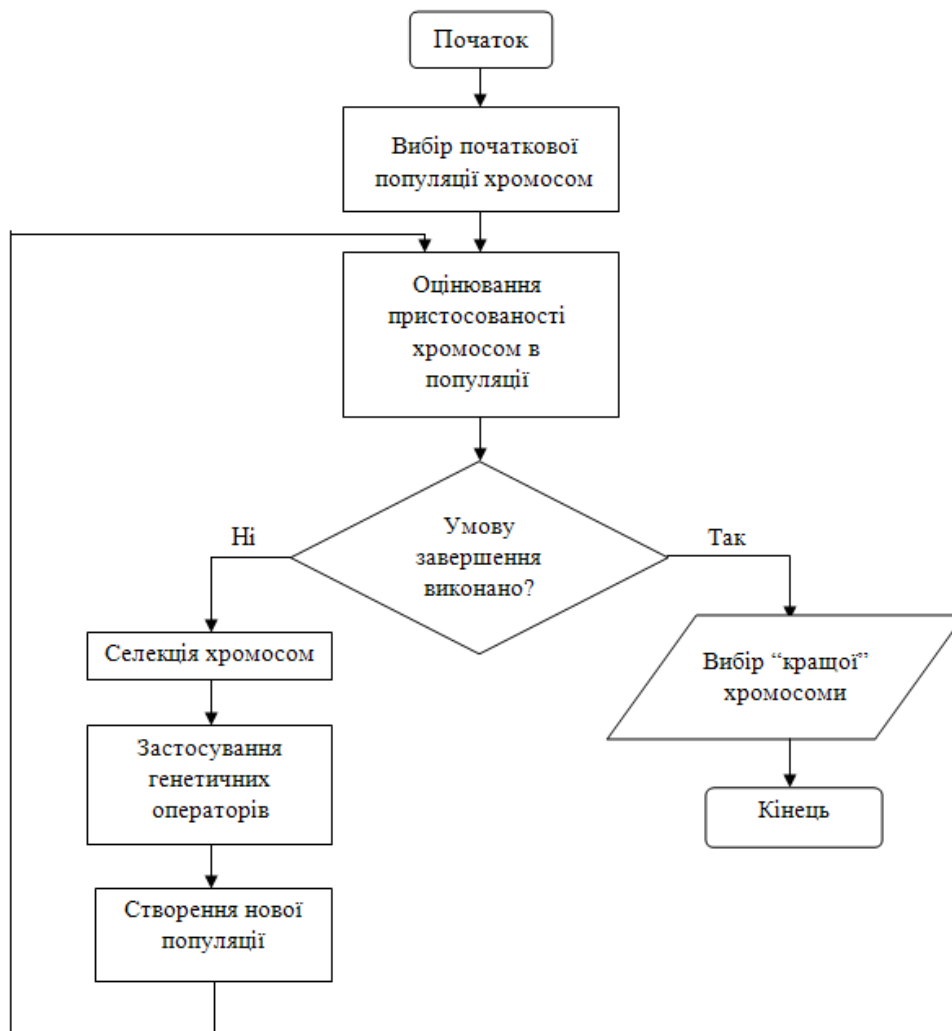 Початок
Вибір початкової
популяції хромосом
Оцінювання
пристосованості
хромосом в
популяції
Умову
завершення
виконано?
Ні
Так
Селекція хромосом
Застосування
генетичних
операторів
Створення нової
популяції
Вибір “кращої”
хромосоми
Кінець